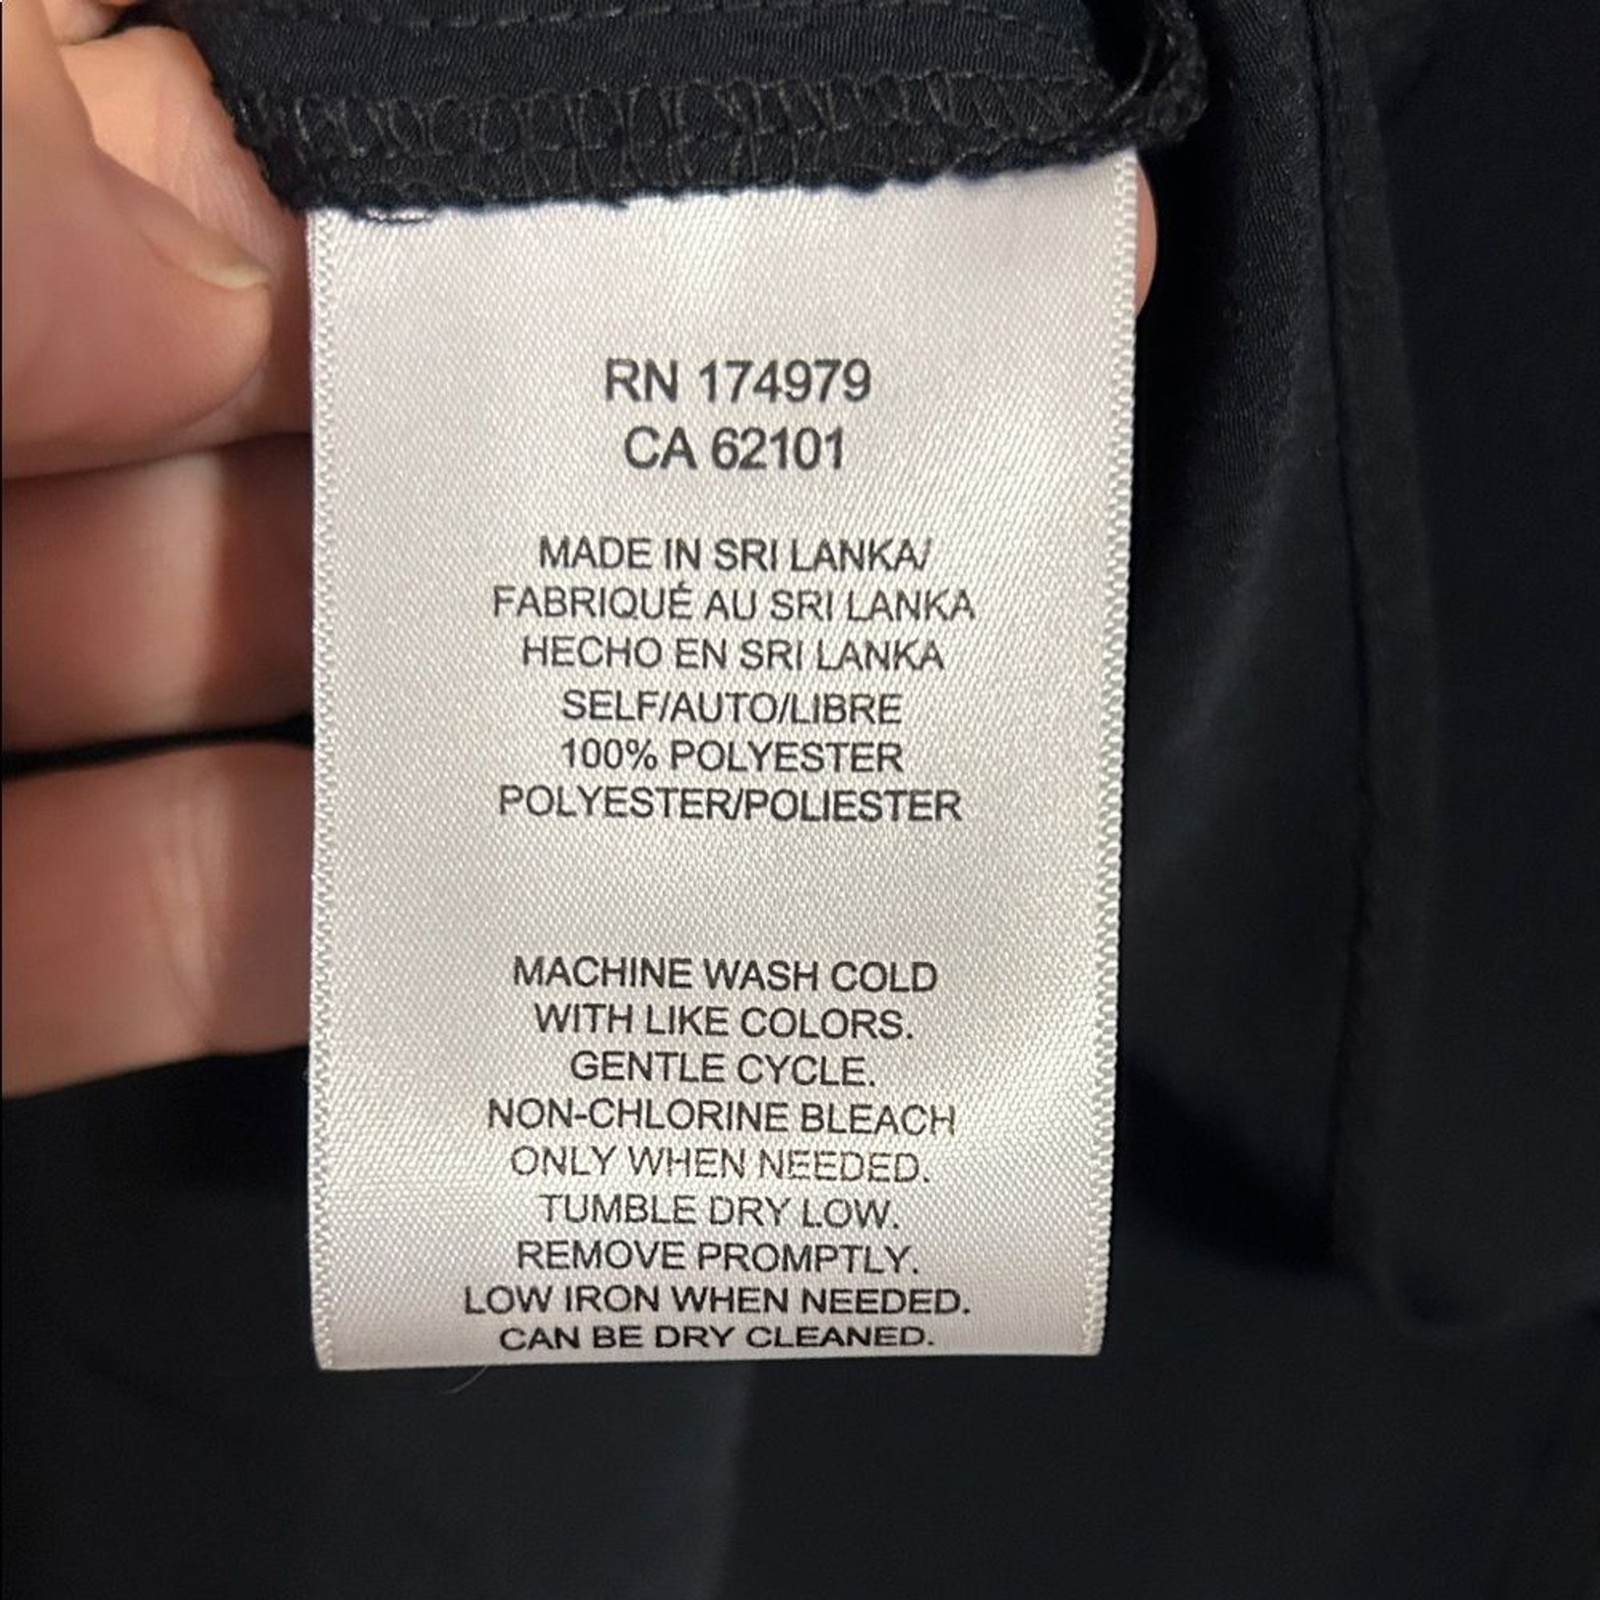 RN 174979
CA 62101
MADE IN SRI LANKA/
FABRIQUÉ AU SRI LANKA
HECHO EN SRI LANKA
SELF/AUTO/LIBRE
100% POLYESTER
POLYESTER/POLIESTER
MACHINE WASH COLD
WITH LIKE COLORS.
GENTLE CYCLE.
NON-CHLORINE BLEACH
ONLY WHEN NEEDED.
TUMBLE DRY LOW.
REMOVE PROMPTLY.
LOW IRON WHEN NEEDED.
CAN BE DRY CLEANED.